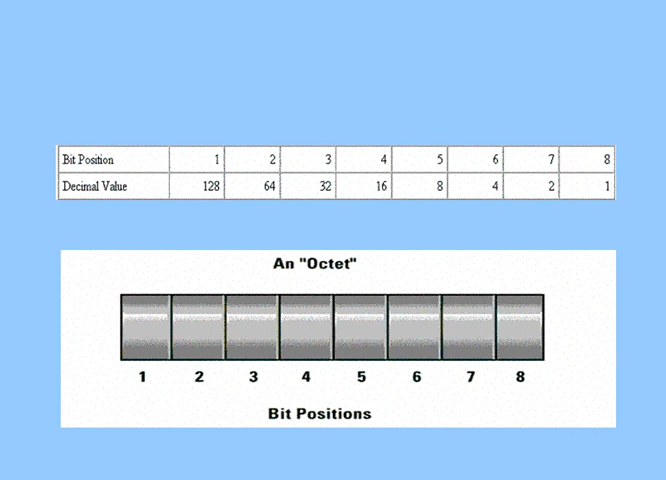 Bit Position 1 2 3 4 5 6 7 8
Decimal Value 128 64 32 16 8 4 2 1
An "Octet"
1 2 3 4 5 6 7 8
Bit Positions